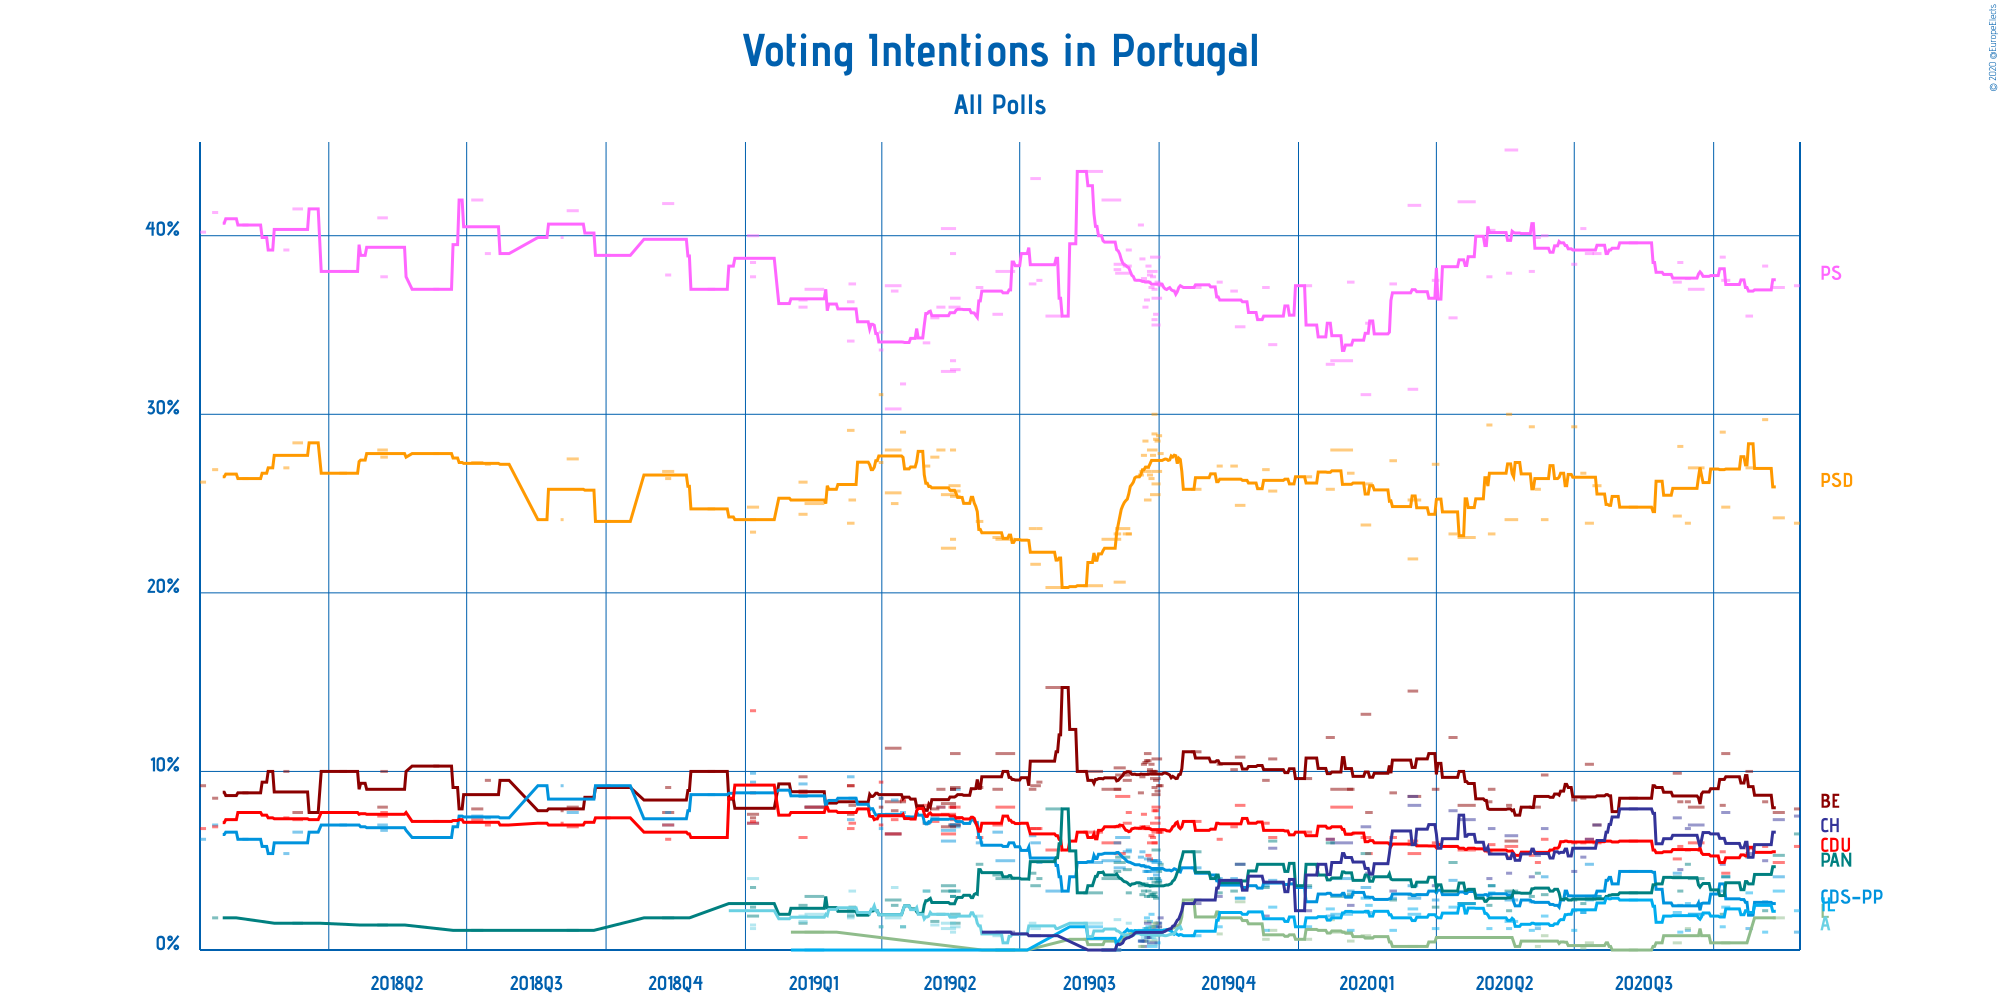 © 2020 @EuropeElects
Voting Intentions in Portugal
All Polls
40%
30%
20%
10%
0%
PS
PSD
BE
CH
CDU
PAN
CDS-PP
IL
L
A
2018Q2
2018Q3
2018Q4
2019Q1
2019Q2
2019Q3
2019Q4
2020Q1
2020Q2
2020Q3